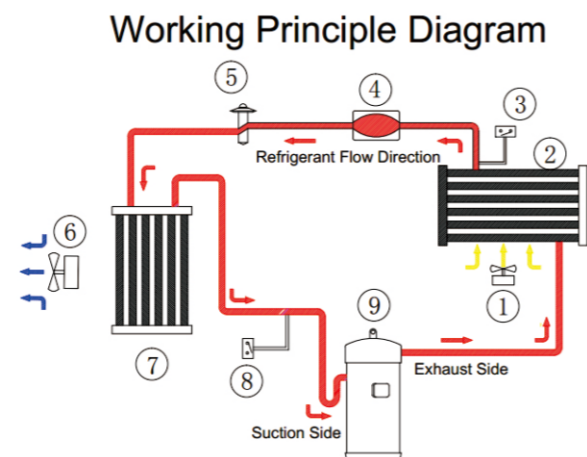 Working Principle Diagram
⑤
④
③
Refrigerant Flow Direction
②
⑥
①
⑨
⑦
⑧
Exhaust Side
Suction Side